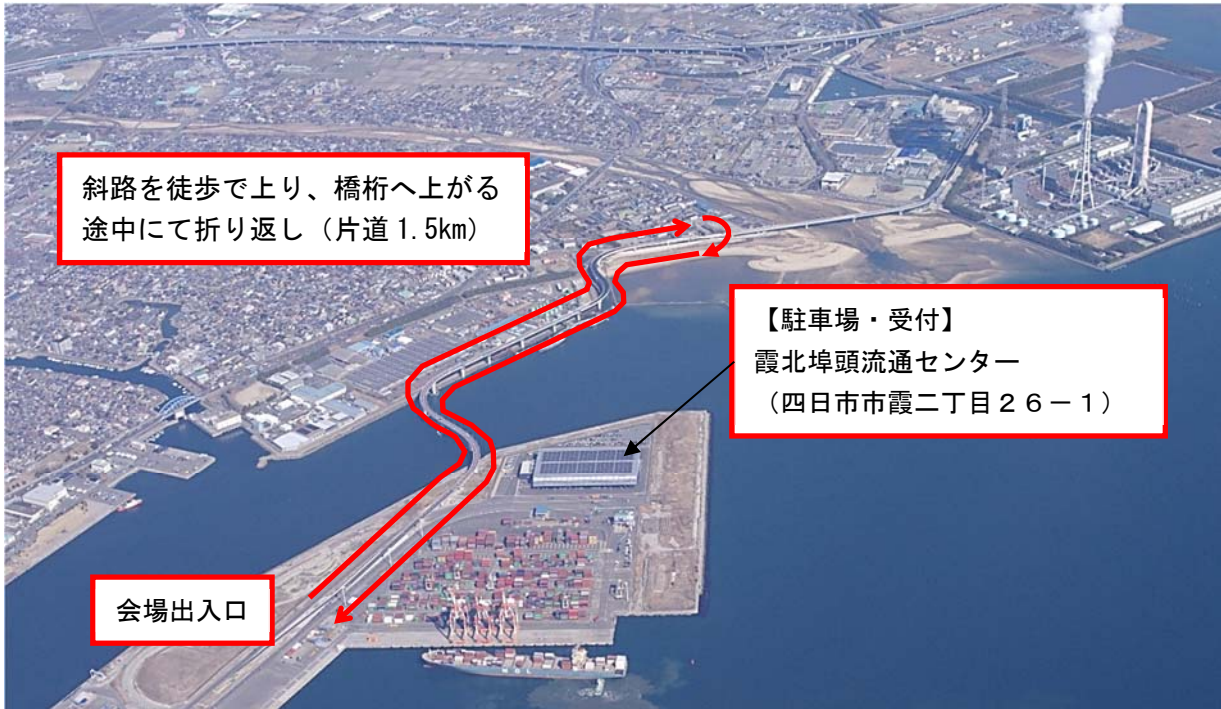 斜路を徒歩で上り、橋桁へ上がる
途中にて折り返し（片道 1.5km）
【駐車場・受付】
霞北埠頭流通センター
（四日市市霞二丁目２６－１）
会場出入口